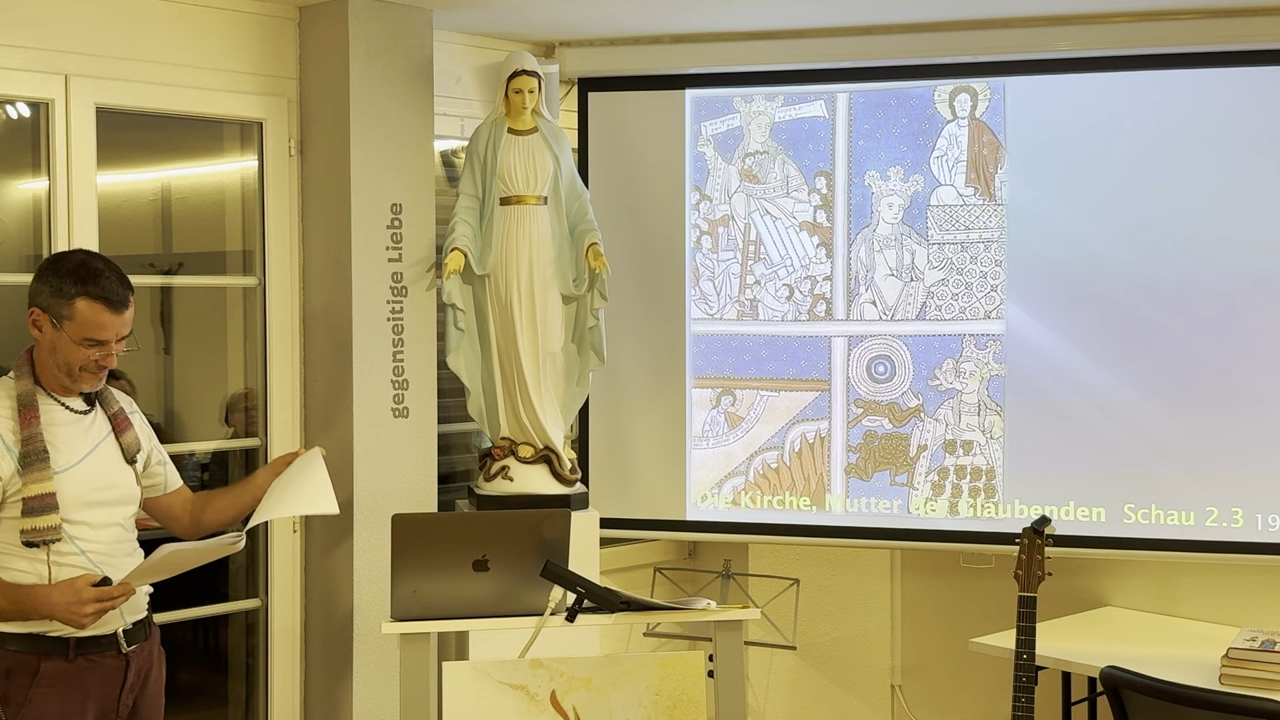 gegenseitige Liebe
Die Kirche, Mutter der Glaubenden Schau 2.3
19